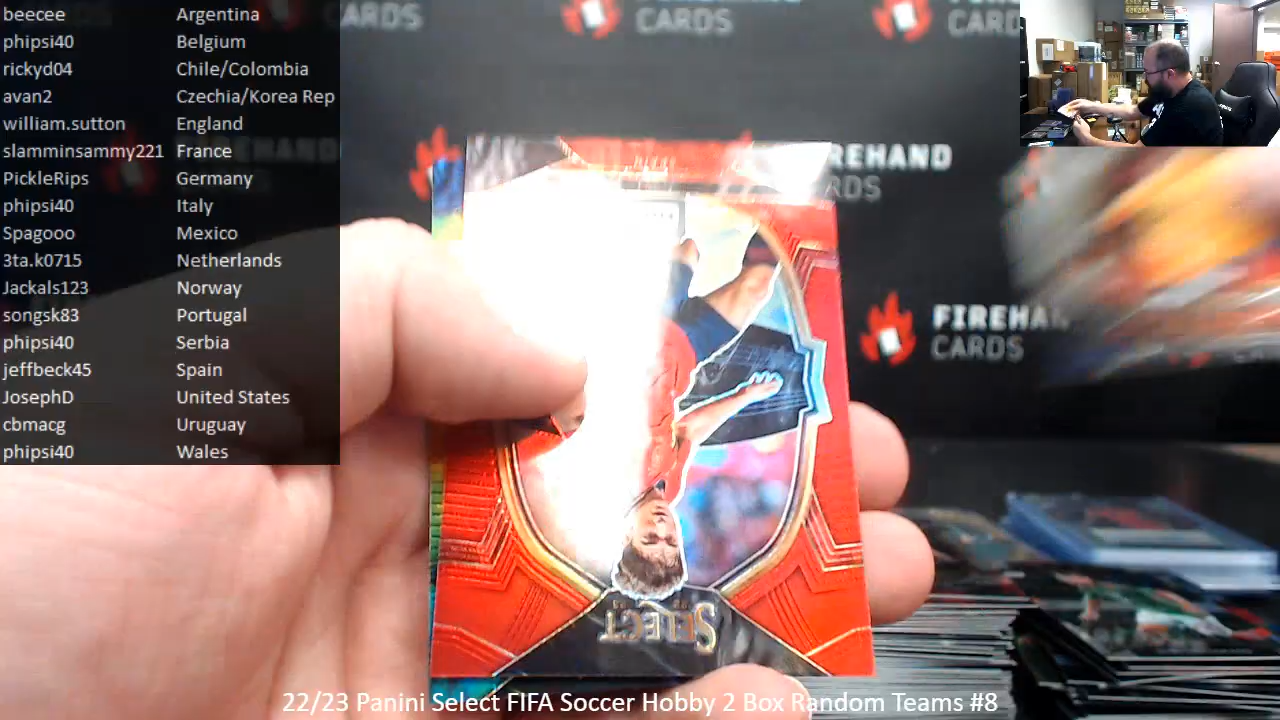 beecee Argentina
phipsi40 Belgium
rickyd04 Chile/Colombia
avan2 Czechia/Korea Rep
william.sutton England
slamminsammy221 France
PickleRips Germany
phipsi40 Italy
Spagooo Mexico
3ta.k0715 Netherlands
Jackals123 Norway
songsk83 Portugal
phipsi40 Serbia
jeffbeck45 Spain
JosephD United States
cbmacg Uruguay
phipsi40 Wales
CARDS
CARDS
FIREHAND
CARDS
SELECT
22/23 Panini Select FIFA Soccer Hobby 2 Box Random Teams #8